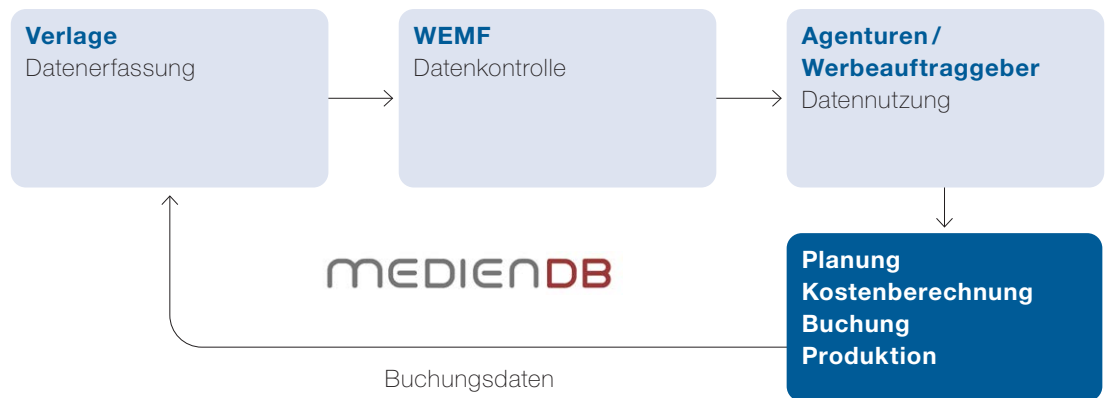 Verlage
Datenerfassung
WEMF
Datenkontrolle
Agenturen/
Werbeauftraggeber
Datennutzung
MEDIENDB
Planung
Kostenberechnung
Buchung
Produktion
Buchungsdaten